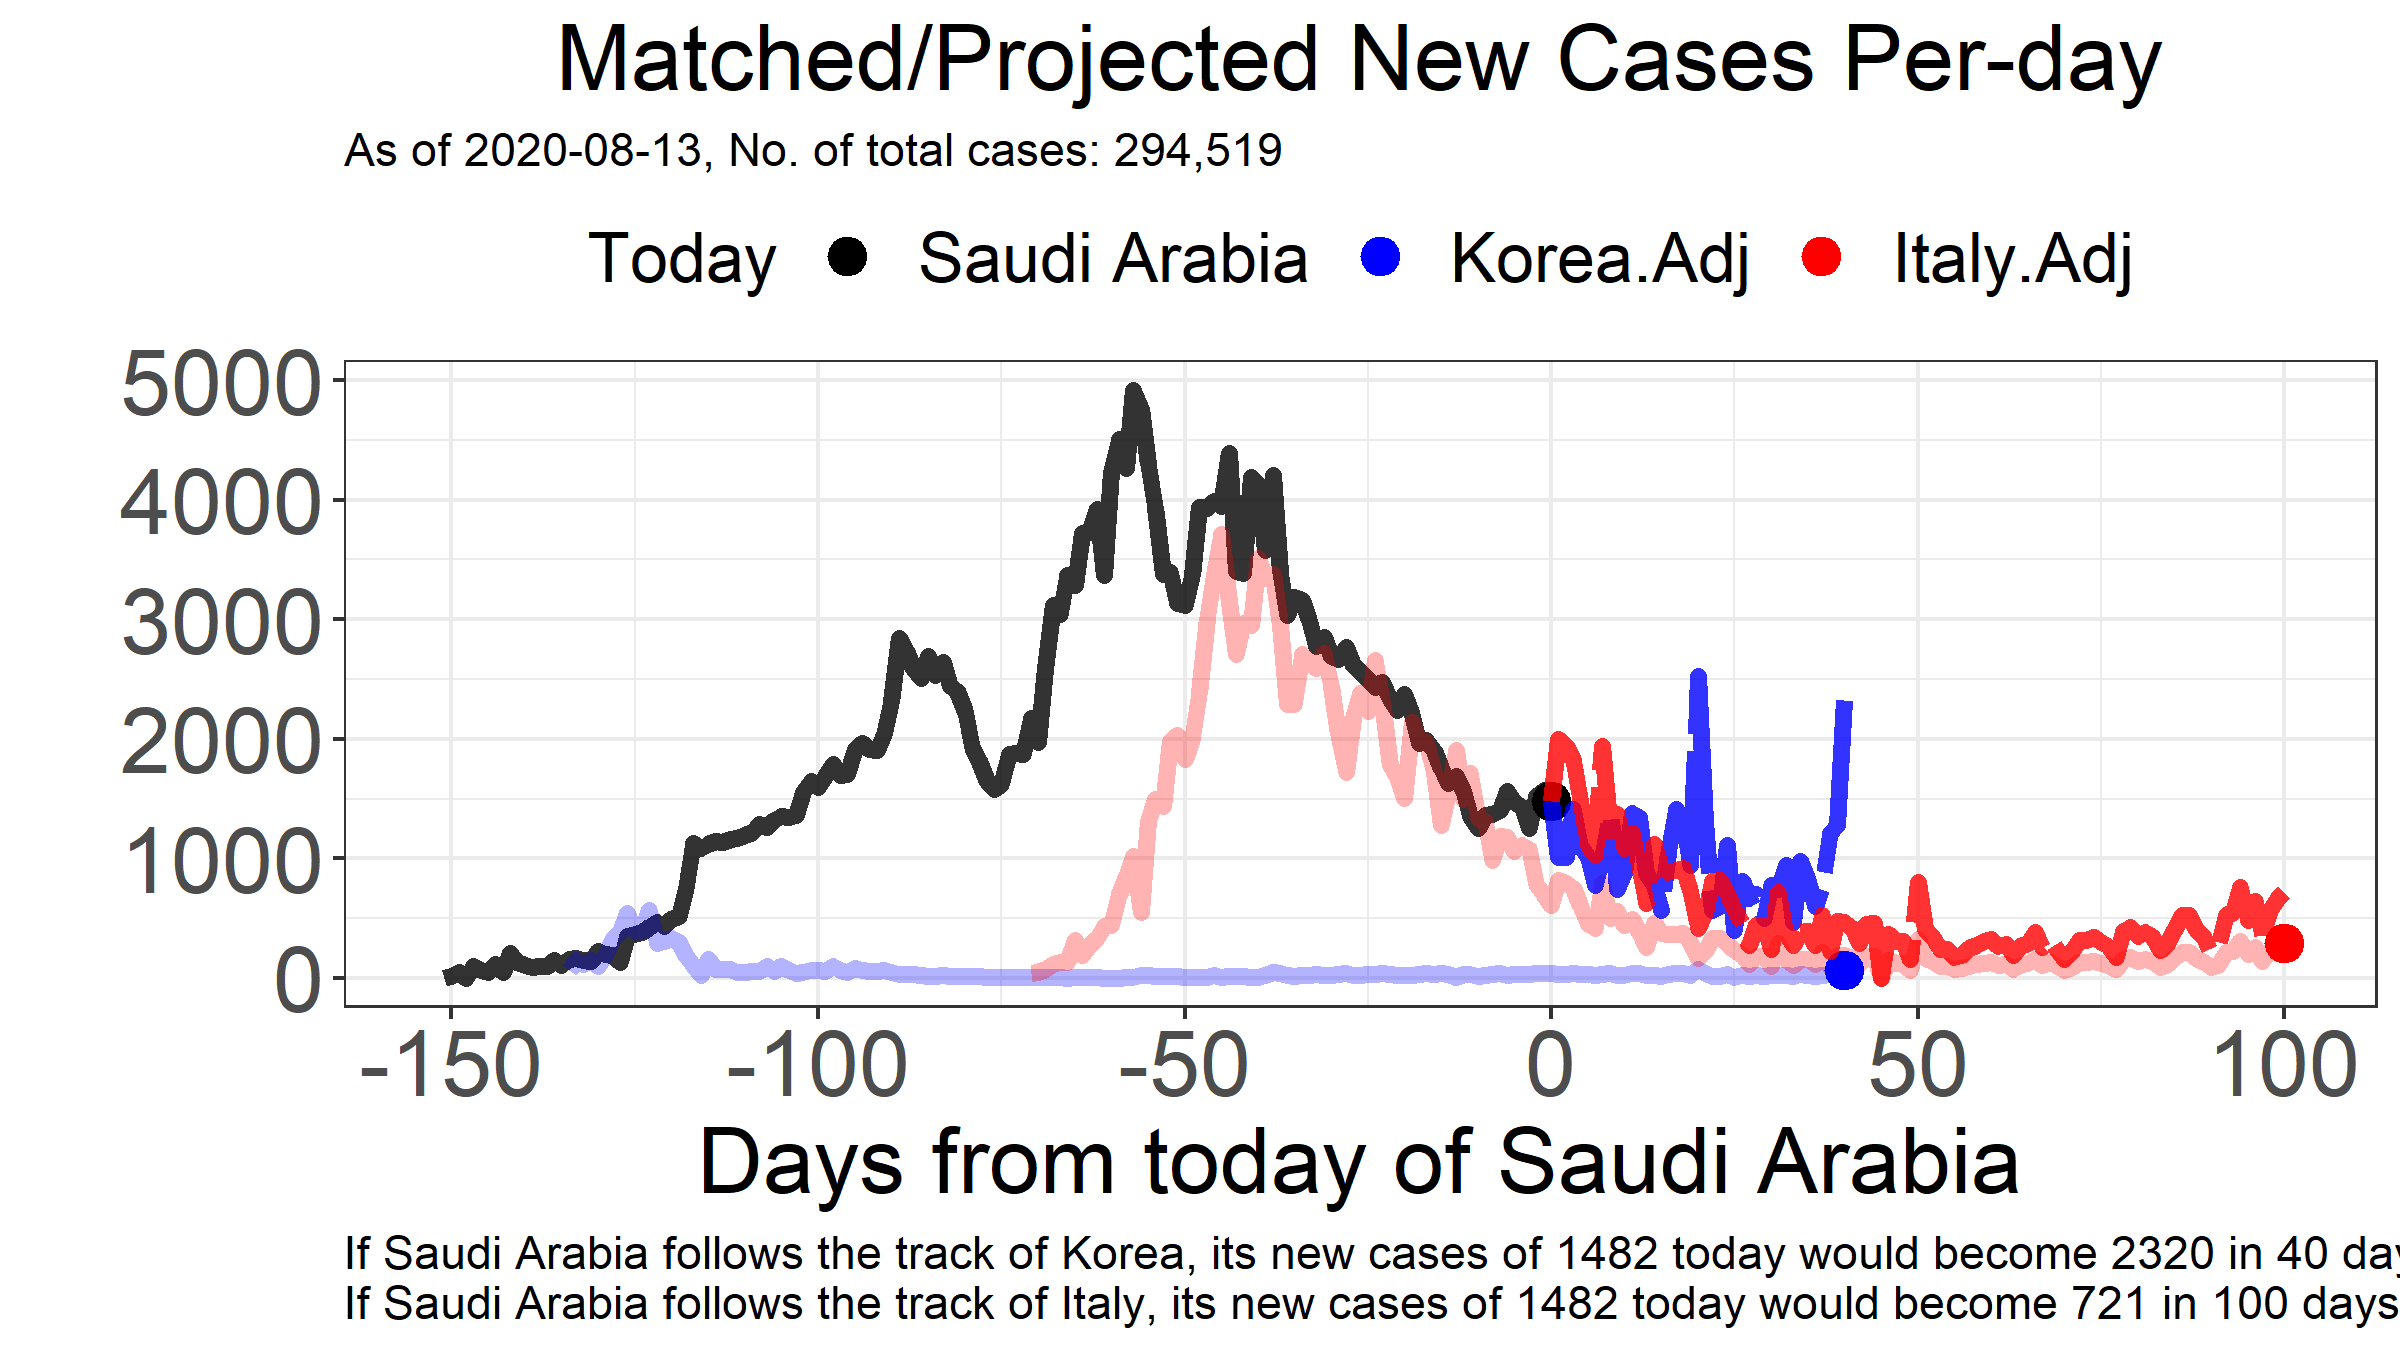 Matched/Projected New Cases Per-day
As of 2020-08-13, No. of total cases: 294,519
Today Saudi Arabia Korea.Adj Italy.Adj
5000
4000
3000
2000
1000
0
-150 -100 -50 0 50 100
Days from today of Saudi Arabia
If Saudi Arabia follows the track of Korea, its new cases of 1482 today would become 2320 in 40
If Saudi Arabia follows the track of Italy, its new cases of 1482 today would become 721 in 100 days